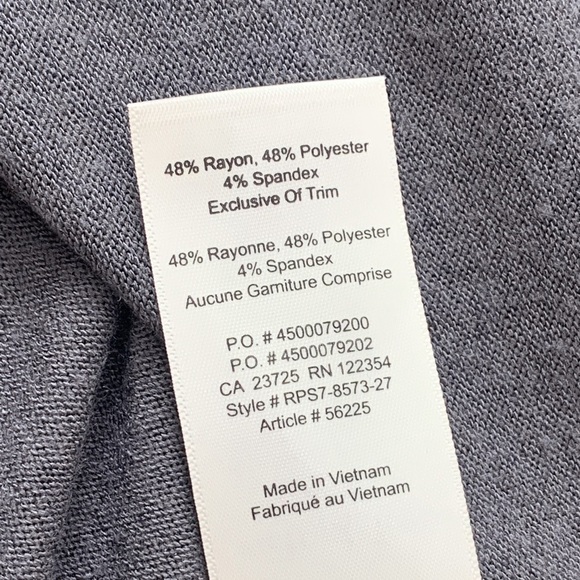 48% Rayon, 48% Polyester
4% Spandex
Exclusive Of Trim
48% Rayonne, 48% Polyester
4% Spandex
Aucune Garniture Comprise
P.O. # 4500079200
P.O. # 4500079202
CA 23725 RN 122354
Style # RPS7-8573-27
Article # 56225
Made in Vietnam
Fabriqué au Vietnam